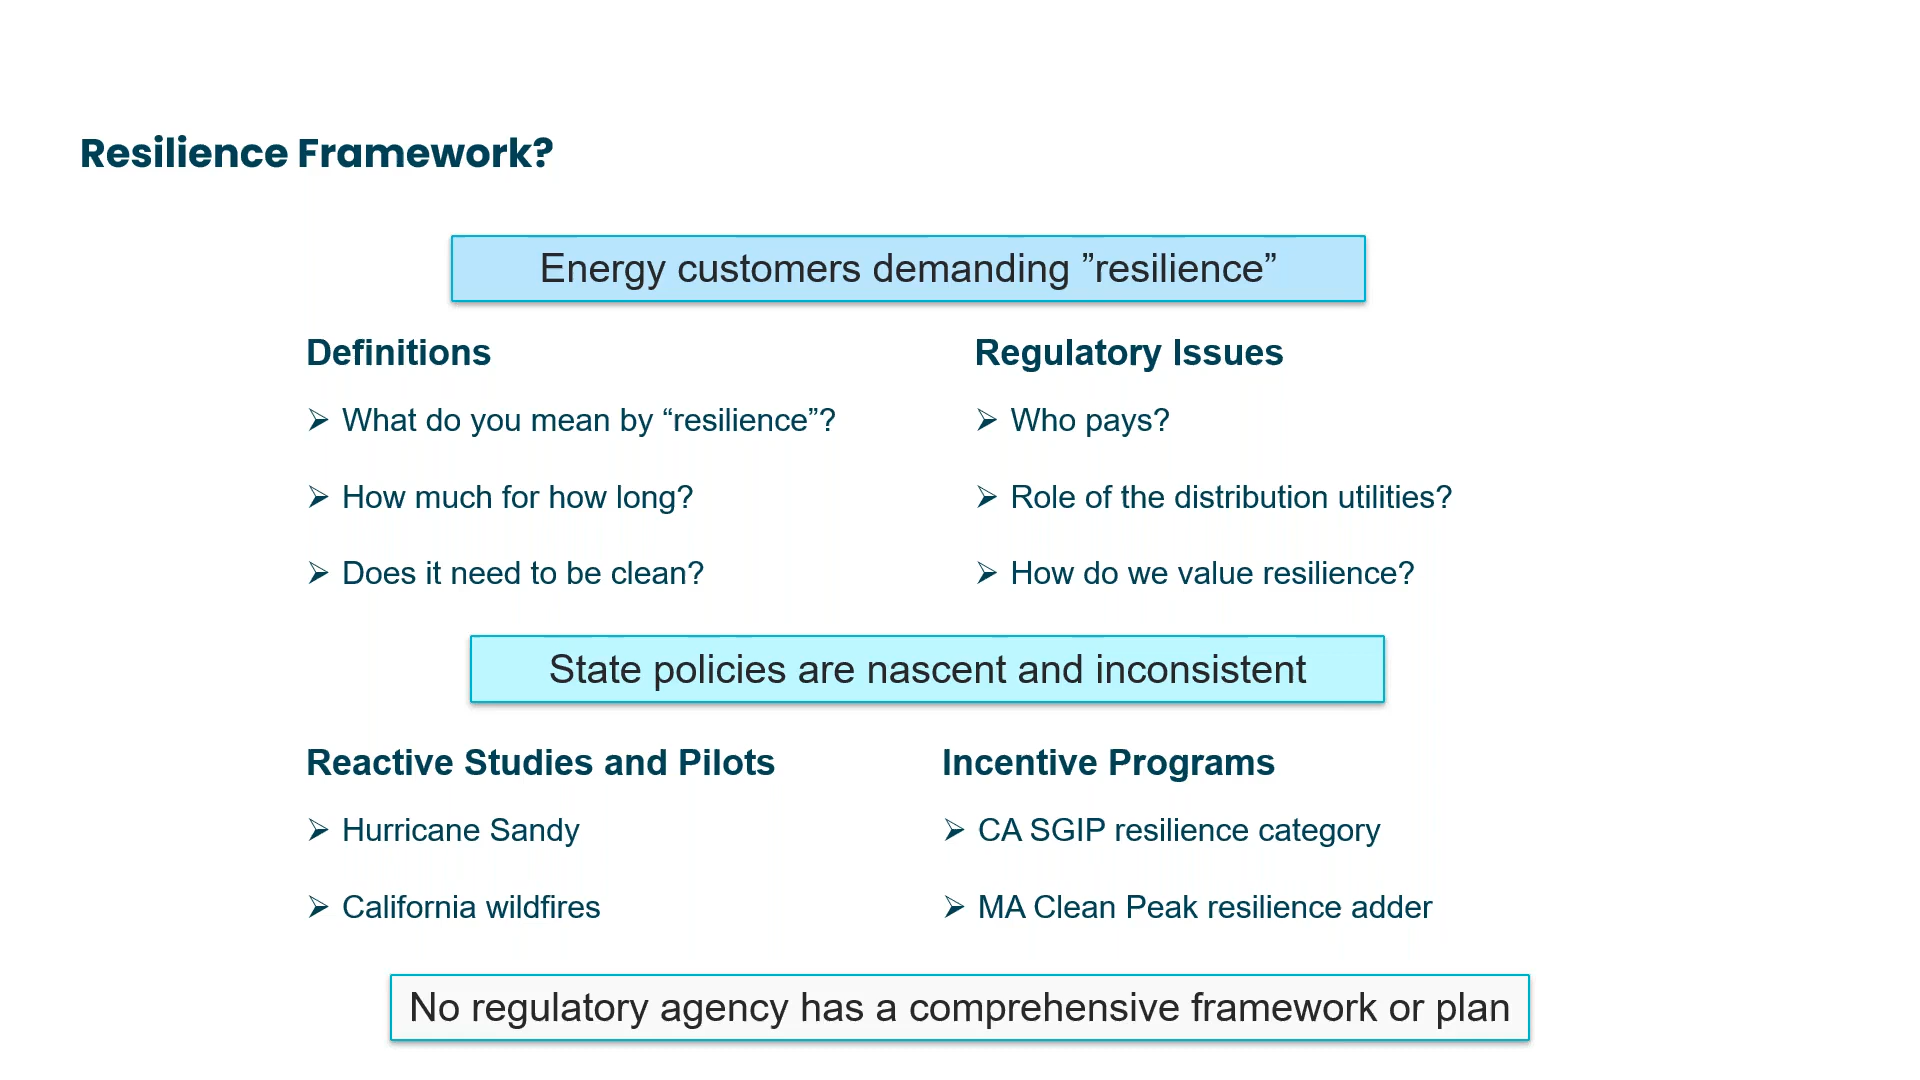 Resilience Framework?
Energy customers demanding ”resilience”
Definitions
➢ What do you mean by “resilience”?
➢ How much for how long?
➢ Does it need to be clean?
Regulatory Issues
➢ Who pays?
➢ Role of the distribution utilities?
➢ How do we value resilience?
State policies are nascent and inconsistent
Reactive Studies and Pilots
➢ Hurricane Sandy
➢ California wildfires
Incentive Programs
➢ CA SGIP resilience category
➢ MA Clean Peak resilience adder
No regulatory agency has a comprehensive framework or plan